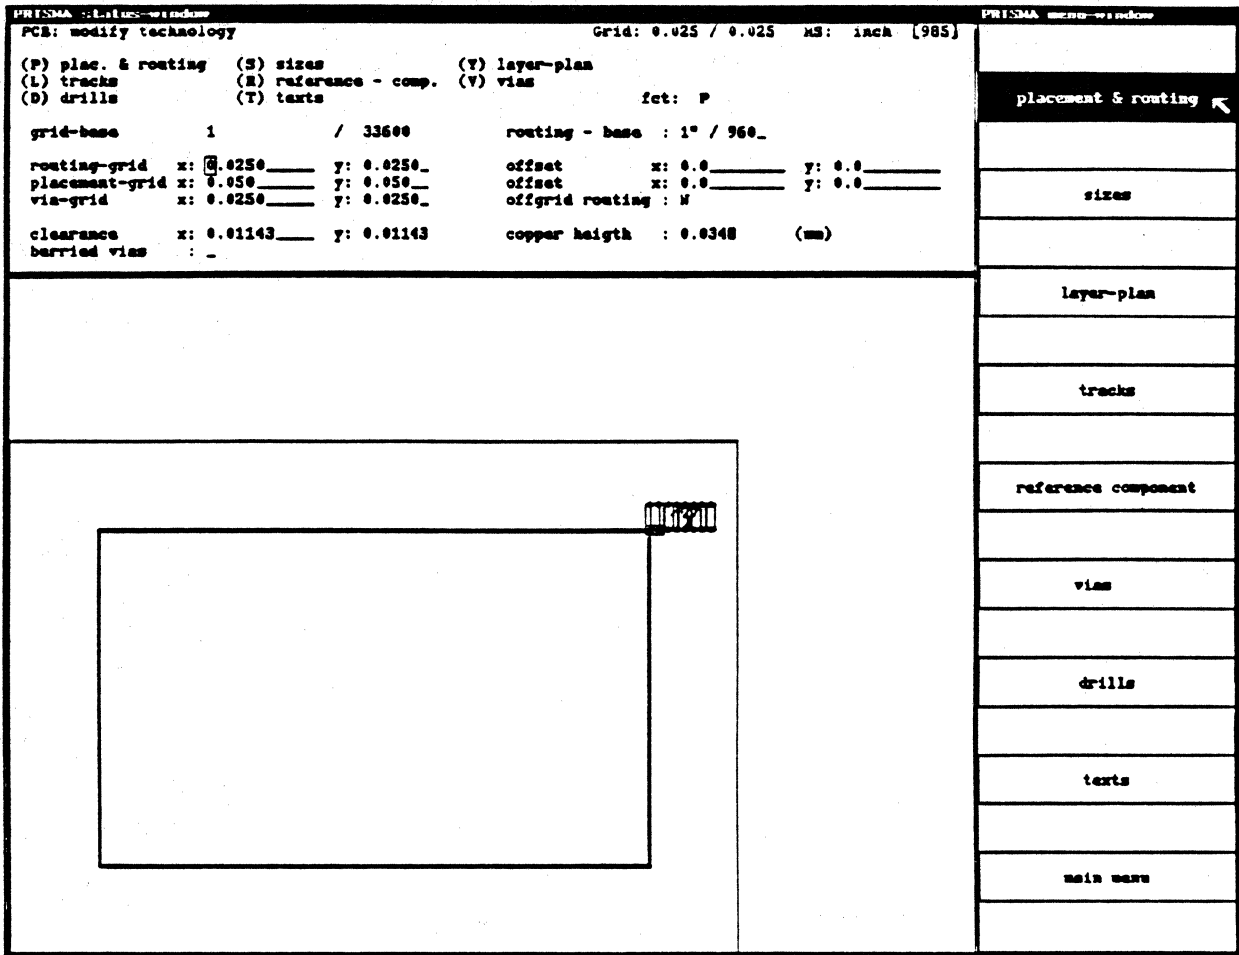 PRISMA status-window
PCB: modify technology Grid: 0.025 / 0.025 MS: inch [985]
(P) plac. & routing (S) sizes (Y) layer-plan
(L) tracks (R) reference - comp. (V) vias
(D) drills (T) texts fct: P
grid-base 1 / 33600 routing - base : 1" / 960_
routing-grid x: 0.0250_____ y: 0.0250_ offset x: 0.0________ y: 0.0________
placement-grid x: 0.050______ y: 0.050__ offset x: 0.0________ y: 0.0________
via-grid x: 0.0250_____ y: 0.0250_ offgrid routing : N
clearance x: 0.01143____ y: 0.01143 copper heigth : 0.0348 (mm)
burried vias : _
PRISMA menu-window
placement & routing
sizes
layer-plan
tracks
reference component
vias
drills
texts
main menu